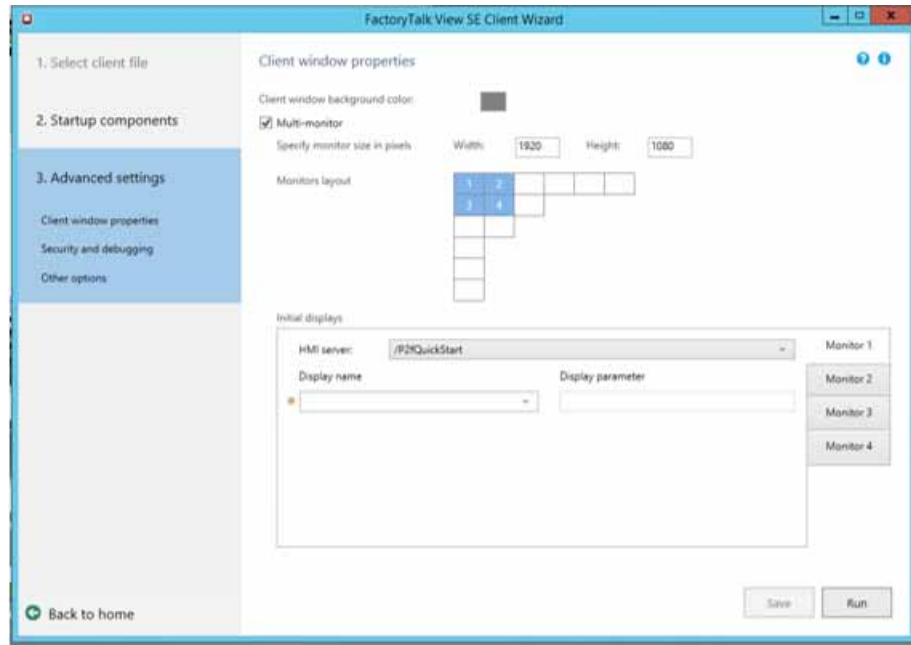 FactoryTalk View SE Client Wizard
1. Select client file
2. Startup components
3. Advanced settings
Client window properties
Security and debugging
Other options
Back to home
Client window properties
Client window background color:
Multi-monitor
Specify monitor size in pixels Width: 1920 Height: 1080
Monitors layout
1 2
3 4
Initial displays
HMI server: /P2fQuickStart
Display name Display parameter
Monitor 1
Monitor 2
Monitor 3
Monitor 4
Save Run